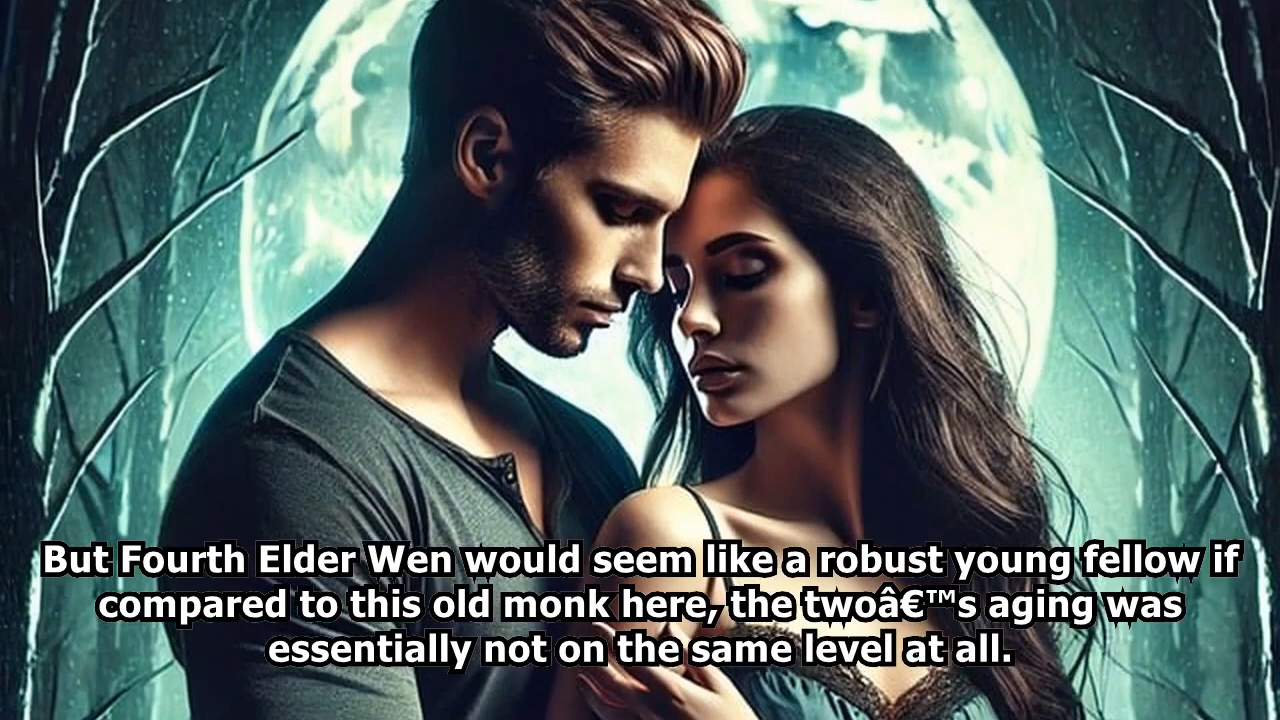 But Fourth Elder Wen would seem like a robust young fellow if
compared to this old monk here, the twoâ€™s aging was
essentially not on the same level at all.